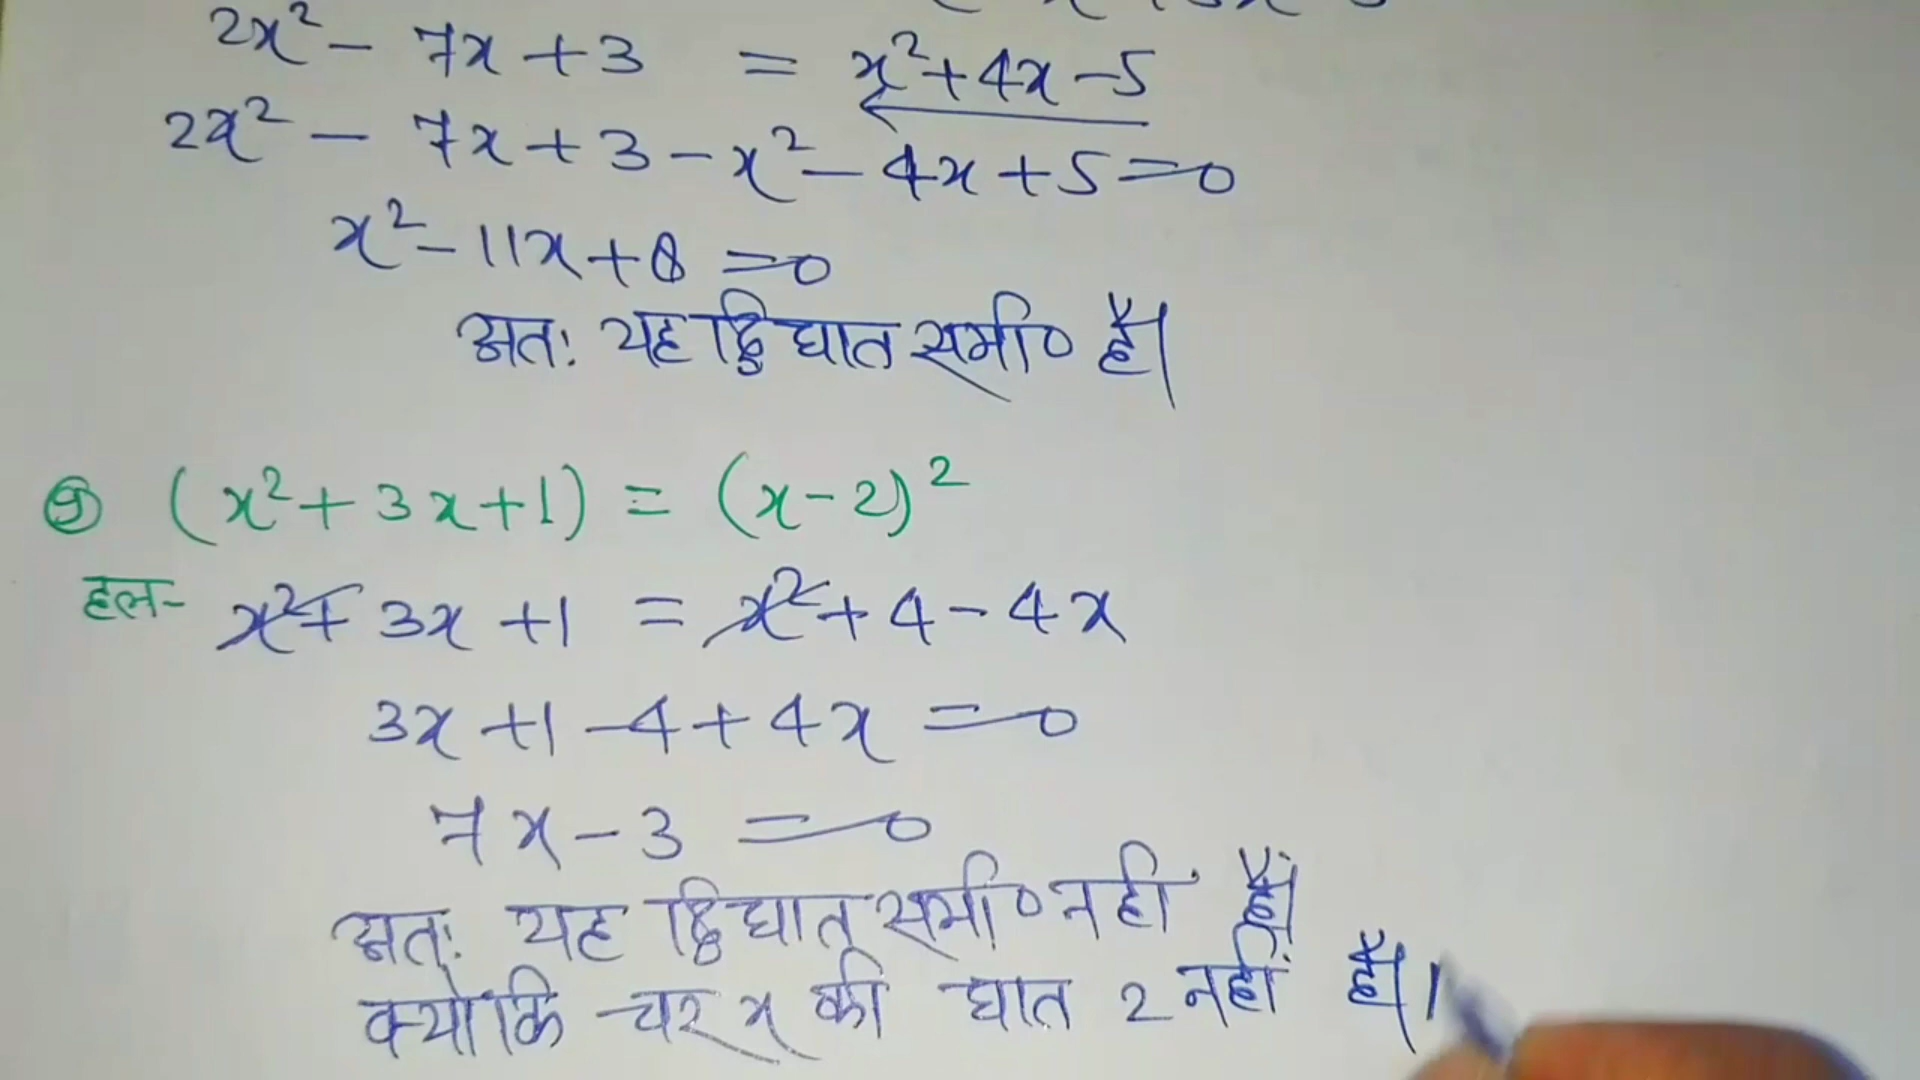 2x² - 7x + 3 = x² + 4x - 5
2x² - 7x + 3 - x² - 4x + 5 = 0
x² - 11x + 8 = 0
अतः यह द्विघात समी० है।
(x² + 3x + 1) = (x - 2)²
हल- x² + 3x + 1 = x² + 4 - 4x
3x + 1 - 4 + 4x = 0
7x - 3 = 0
अतः यह द्विघात समी० नहीं है।
क्योंकि चर x की घात 2 नहीं है।